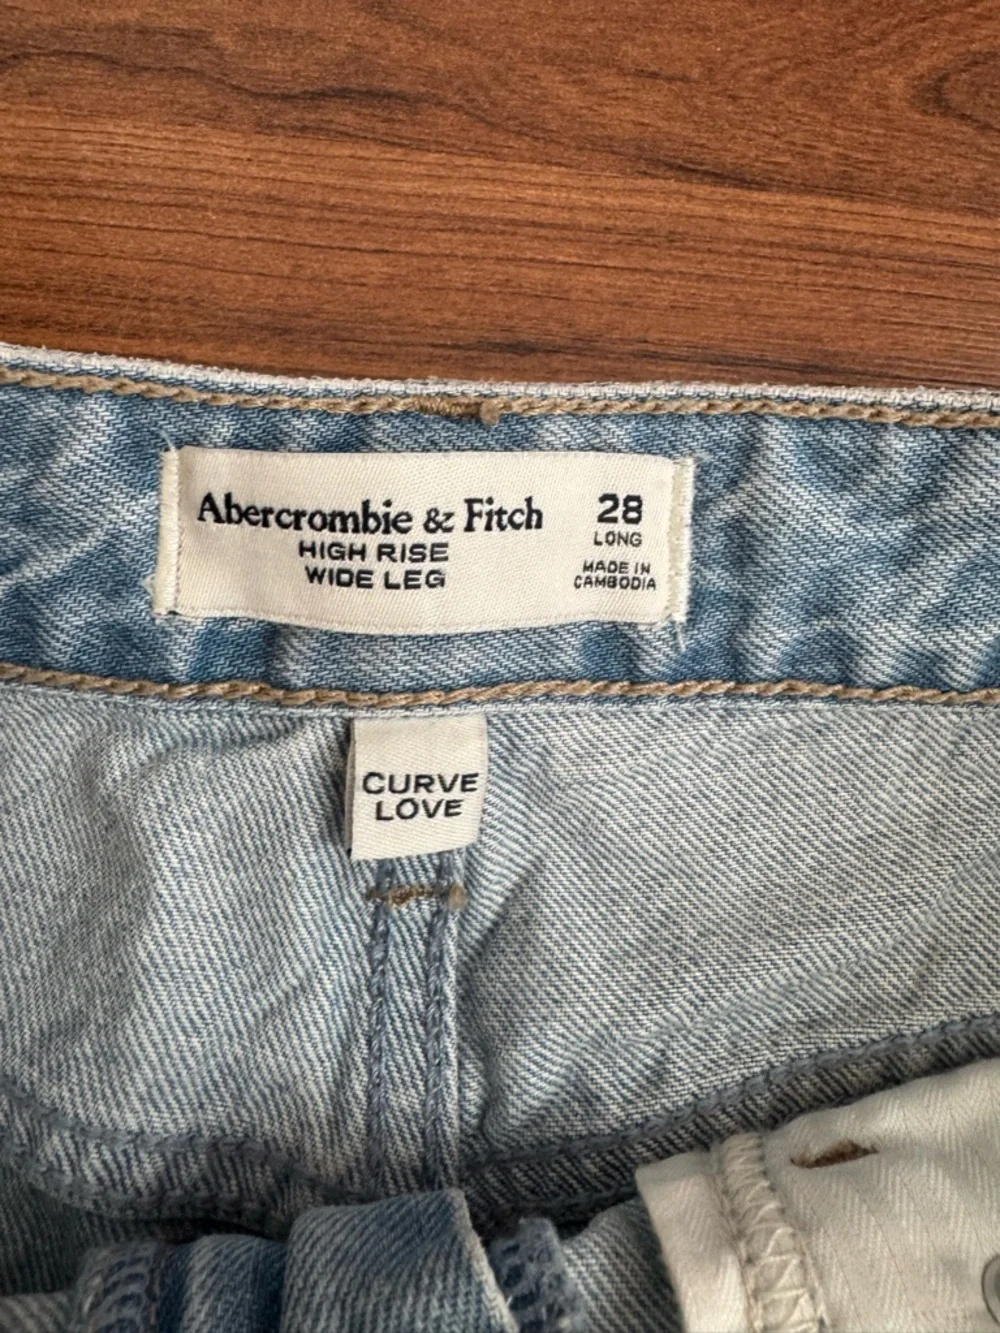 Abercrombie & Fitch
HIGH RISE
WIDE LEG
28
LONG
MADE IN
CAMBODIA
CURVE
LOVE